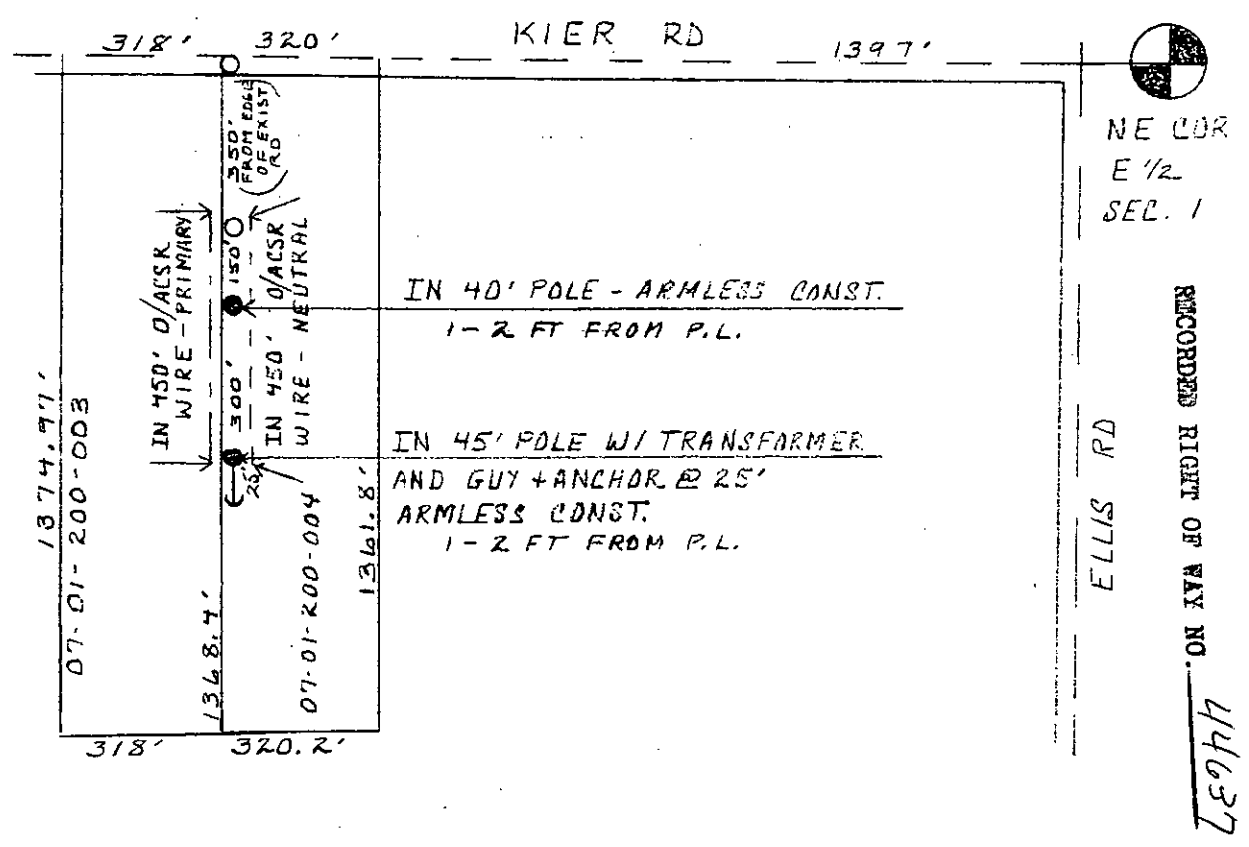 318' 320' KIER RD 1397'
NE COR
E 1/2
SEC. 1
350'
(FROM EDGE
OF EXIST
RD)
150'
300'
25'
IN 450' O/ACSR
WIRE - PRIMARY
IN 450' O/ACSR
WIRE - NEUTRAL
IN 40' POLE - ARMLESS CONST.
1-2 FT FROM P.L.
IN 45' POLE W/ TRANSFORMER
AND GUY + ANCHOR @ 25'
ARMLESS CONST.
1-2 FT FROM P.L.
1374.97'
07-01-200-003
1368.4'
07-01-200-004
1361.8'
318' 320.2'
ELLIS RD
RECORDED RIGHT OF WAY NO. 44637